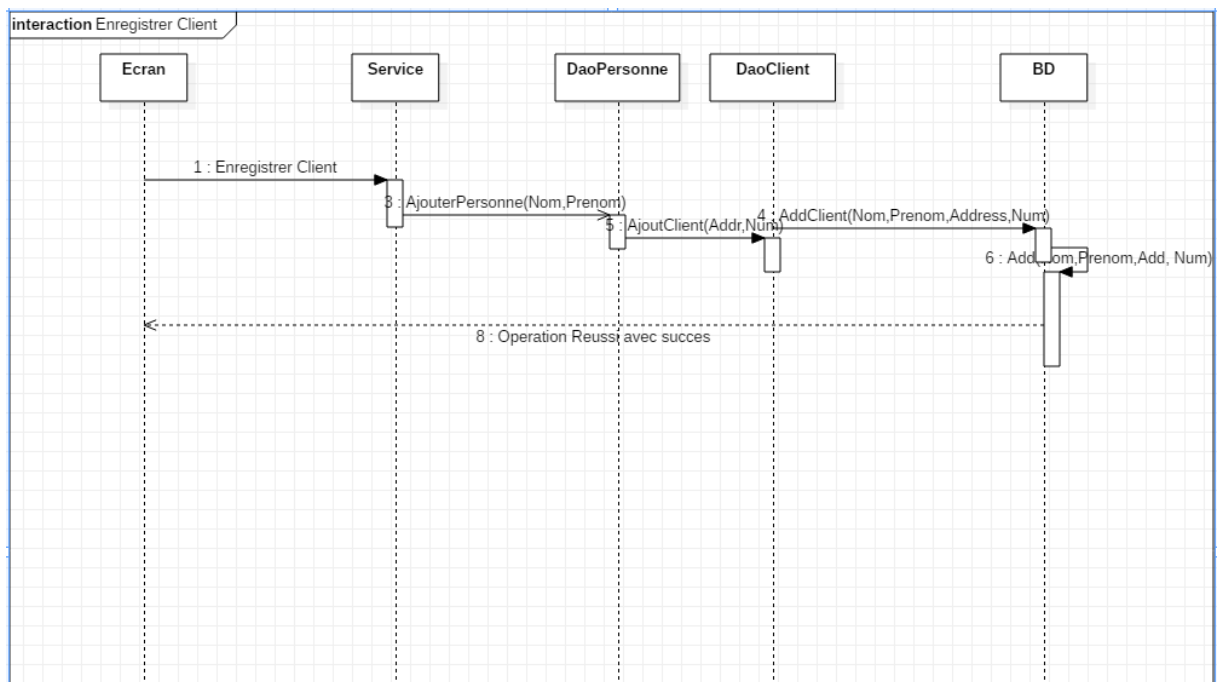 interaction Enregistrer Client
Ecran
Service
DaoPersonne
DaoClient
BD
1 : Enregistrer Client
3 : AjouterPersonne(Nom,Prenom)
4 : AddClient(Nom,Prenom,Address,Num)
5 : AjoutClient(Addr,Num)
6 : Add(Nom,Prenom,Add, Num)
8 : Operation Reussi avec succes